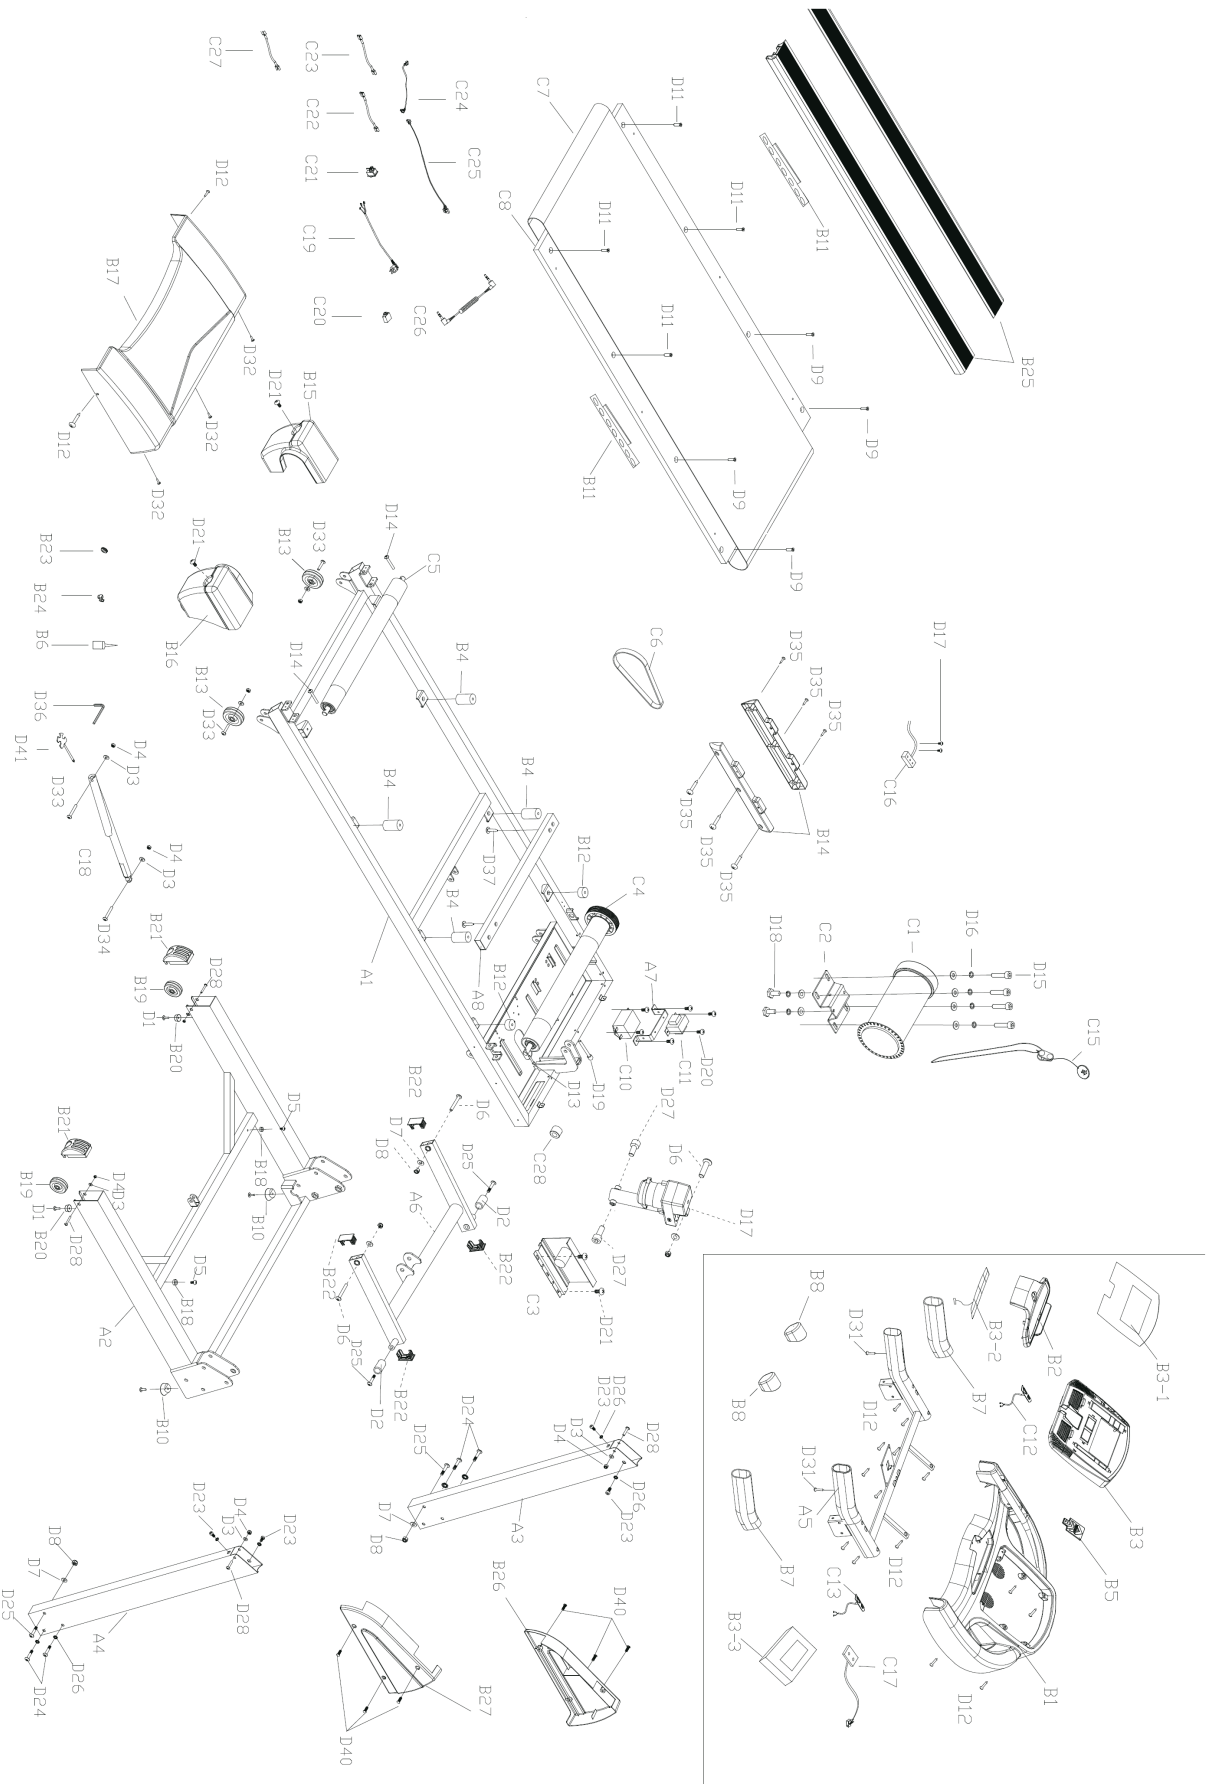 C27
C23
C22
C24
C25
C21
C19
C20
C26
C7
C8
D11
D11
D11
D11
D9
D9
D9
D9
B11
B11
B25
D12
B17
D32
D32
D32
D12
D21
B15
B23
B24
B6
D36
D41
D21
B16
B13
D33
D14
C5
D14
B13
D33
B4
B4
B4
B4
D37
B12
B12
C4
A1
A8
C6
D35
D35
D35
D35
D35
D35
B14
D17
C16
D18
C2
C1
D16
D15
C15
D4
D3
D33
C18
D4
D3
D34
B21
B19
D28
D1
B20
B21
B19
D4
D3
D1
B20
D28
D5
B18
B10
D5
B18
A2
B10
A7
C10
C11
D20
D19
D13
C28
B22
D6
D7
D8
D25
A6
D2
B22
B22
D6
D25
D2
B22
D27
D6
D17
D27
C3
D21
D23
D26
D28
D3
D4
D24
D25
D26
D23
A3
D7
D8
D23
D4
D3
D23
D28
D8
D7
D25
A4
D26
D24
B26
D40
B27
D40
B8
B8
D31
B3-2
B2
B3-1
B7
C12
D12
B3
D31
A5
B7
D12
C13
B3-3
C17
B5
B1
D12